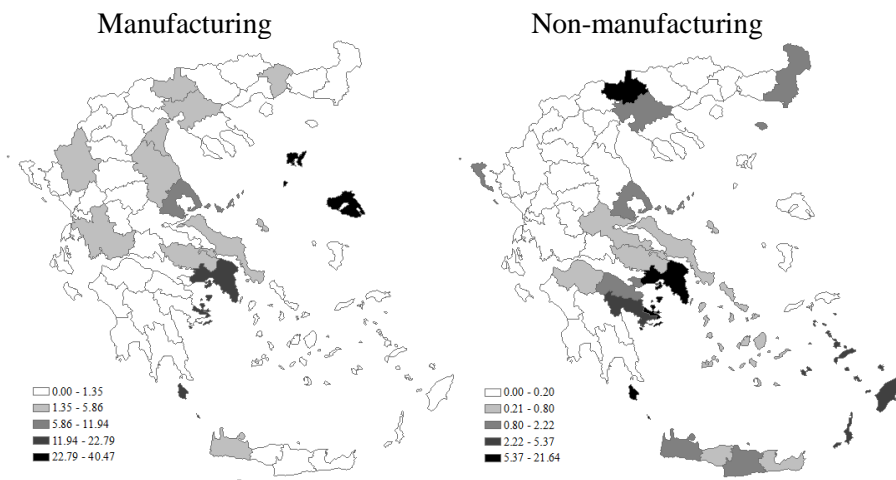 Manufacturing
Non-manufacturing
0.00 - 1.35
1.35 - 5.86
5.86 - 11.94
11.94 - 22.79
22.79 - 40.47
0.00 - 0.20
0.21 - 0.80
0.80 - 2.22
2.22 - 5.37
5.37 - 21.64